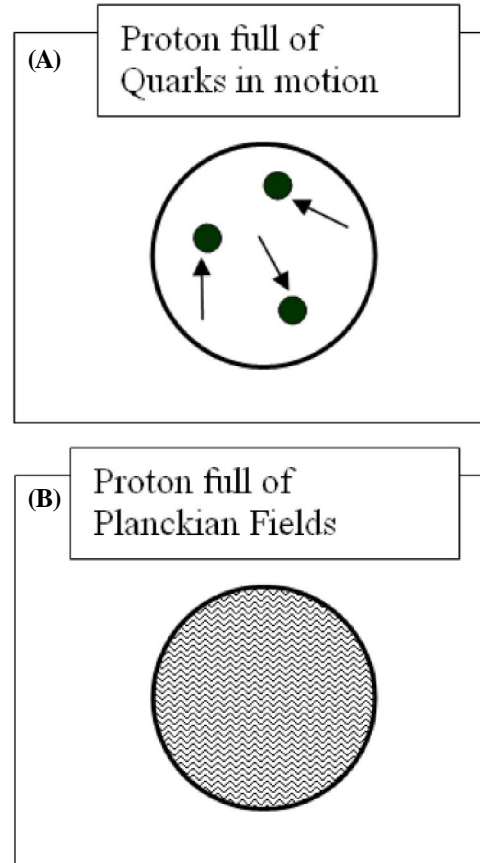 (A)
Proton full of
Quarks in motion
(B)
Proton full of
Planckian Fields